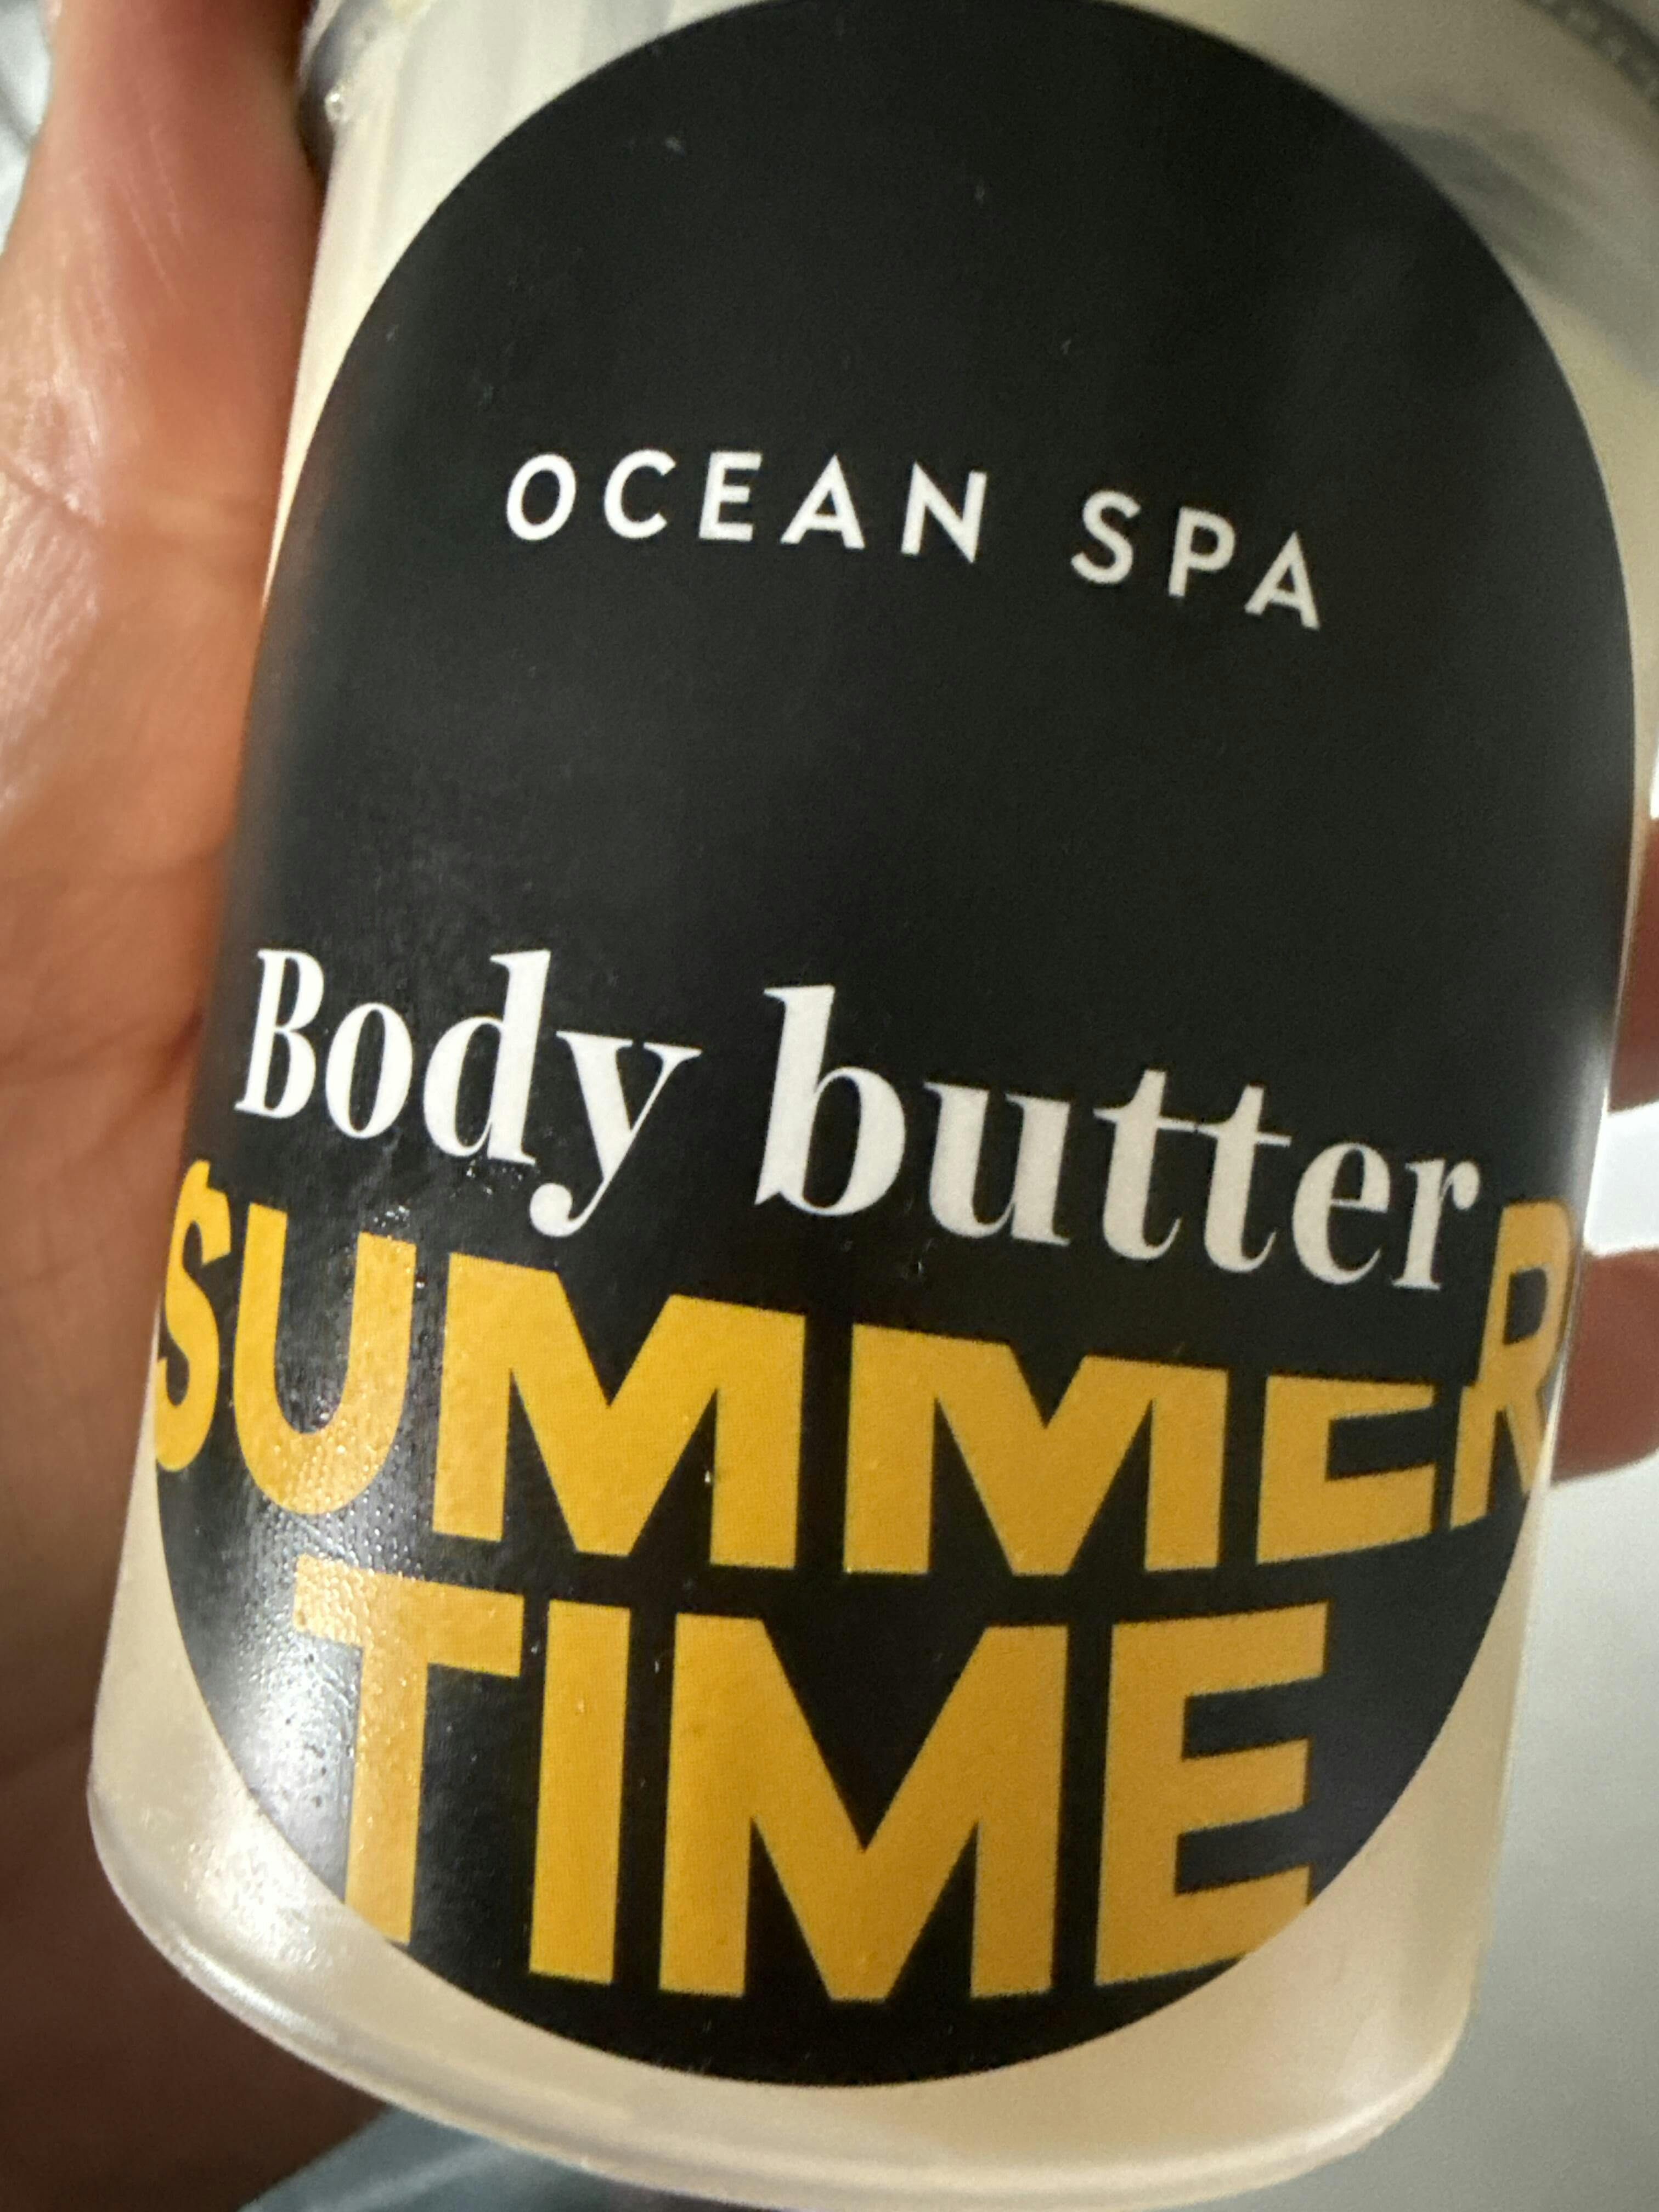 OCEAN SPA
Body butter
SUMMER
TIME